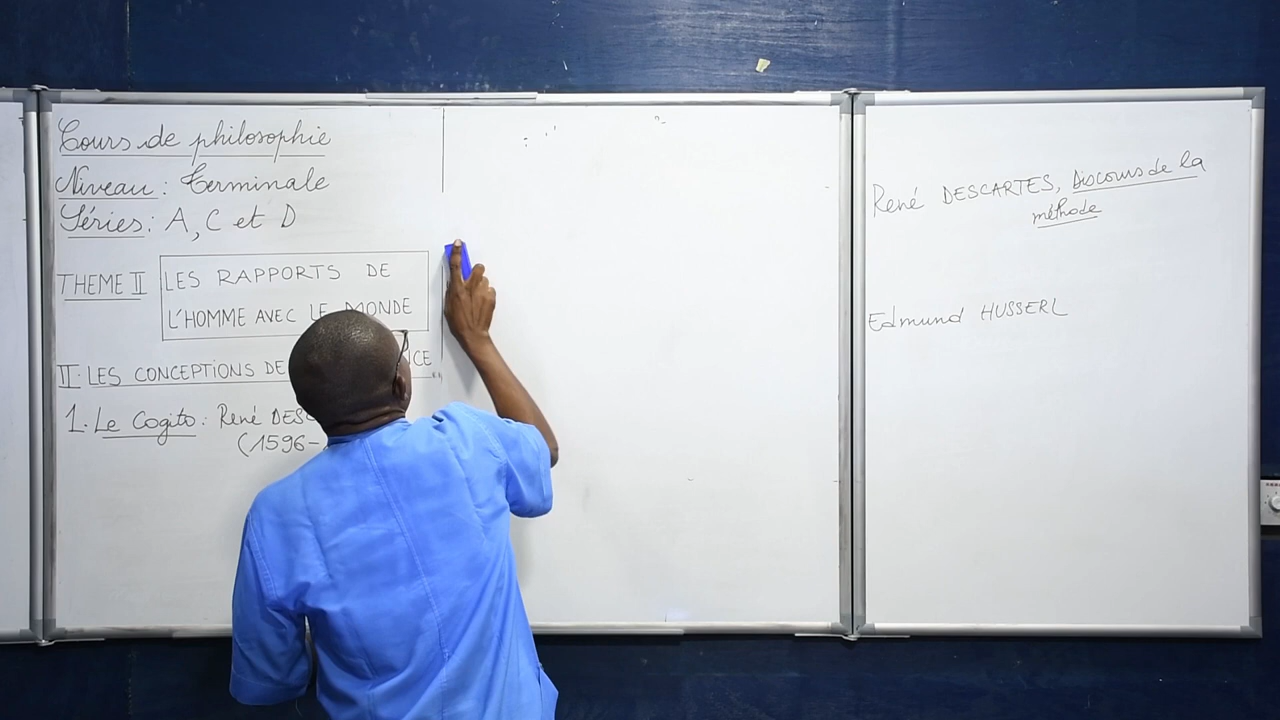 Cours de philosophie
Niveau : Terminale
Séries : A, C et D
THEME II LES RAPPORTS DE
L'HOMME AVEC LE MONDE
II. LES CONCEPTIONS DE
1. Le Cogito : René
(1596-
René DESCARTES, Discours de la
méthode
Edmund HUSSERL